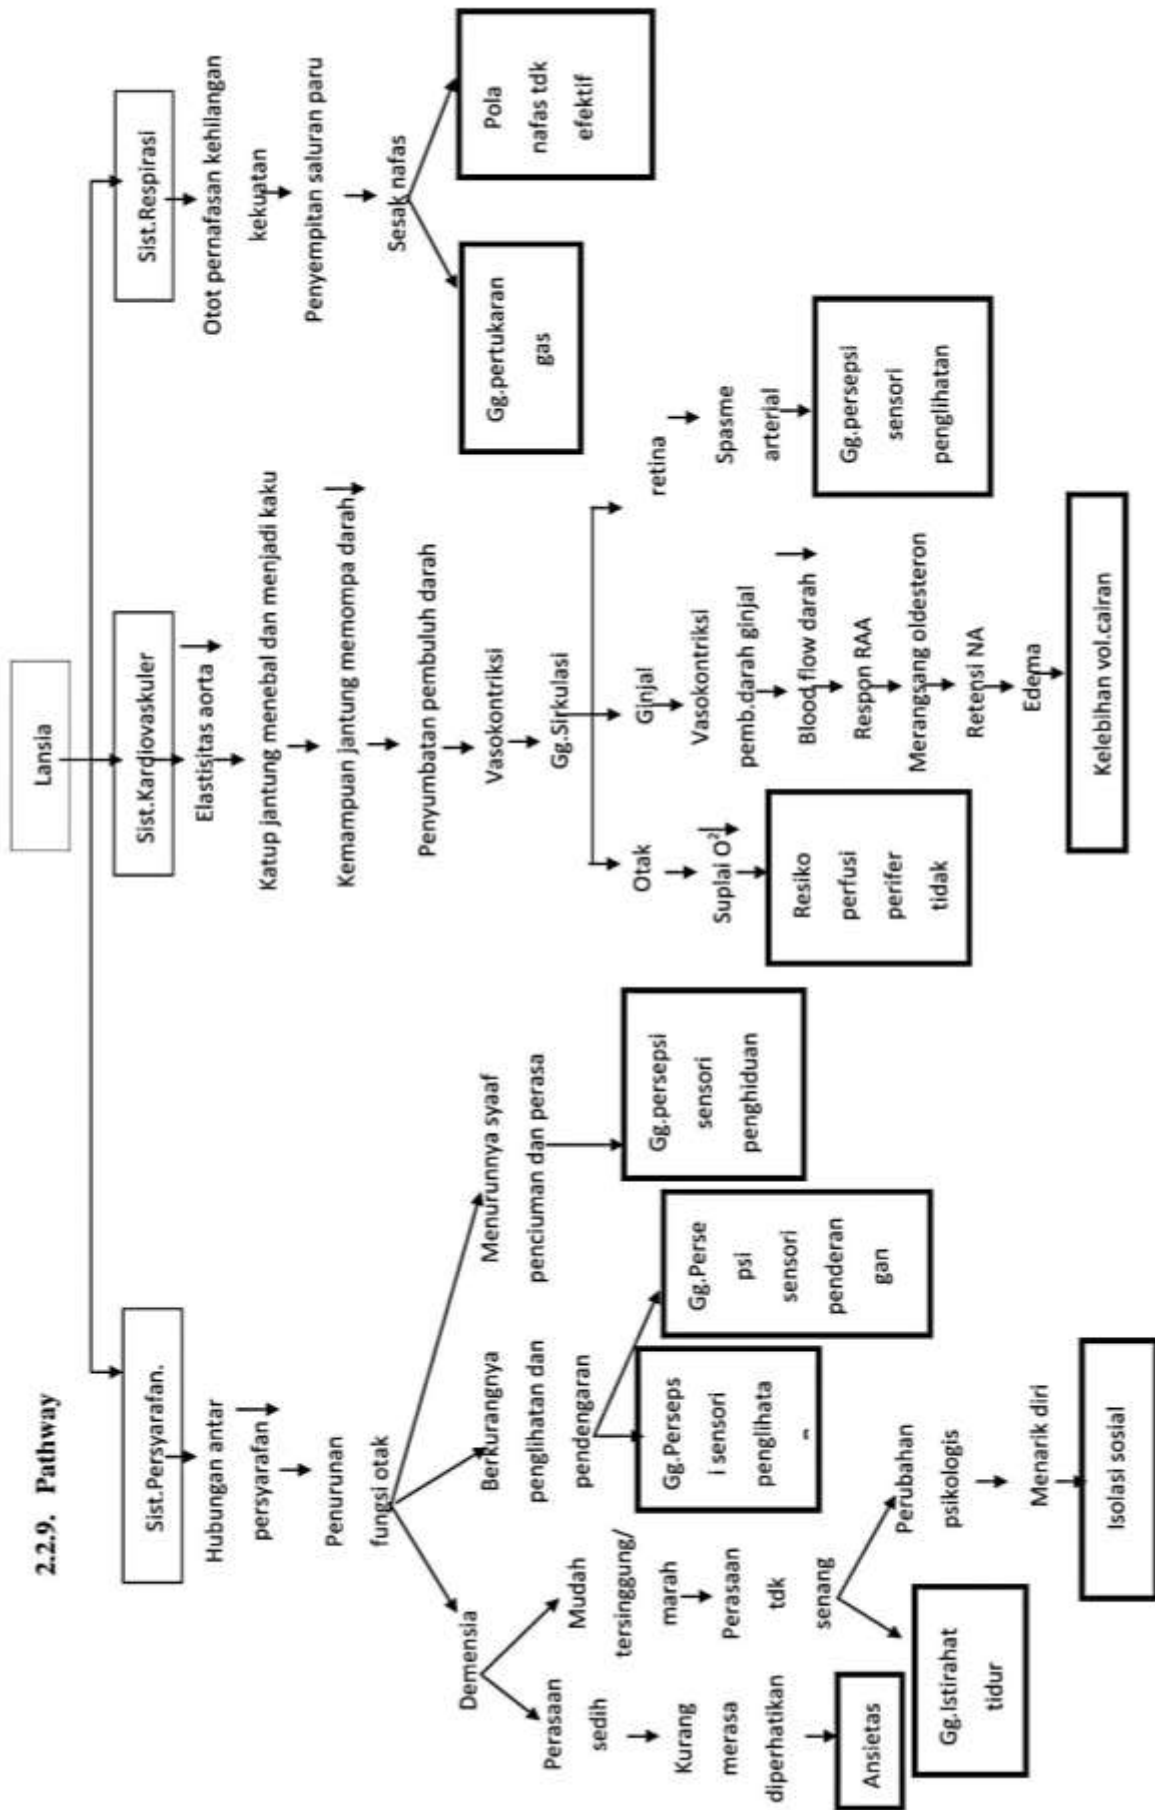 2.2.9. Pathway
Lansia
Sist.Persyarafan.
Hubungan antar
persyarafan
Penurunan
fungsi otak
Demensia
Perasaan
sedih
Kurang
merasa
diperhatikan
Ansietas
Mudah
tersinggung/
marah
Perasaan
tdk
senang
Gg.Istirahat
tidur
Perubahan
psikologis
Menarik diri
Isolasi sosial
Berkurangnya
penglihatan dan
pendengaran
Gg.Perseps
i sensori
penglihata
n
Gg.Perse
psi
sensori
penderan
gan
Menurunnya syaaf
penciuman dan perasa
Gg.persepsi
sensori
penghiduan
Sist.Kardiovaskuler
Elastisitas aorta
Katup jantung menebal dan menjadi kaku
Kemampuan jantung memompa darah
Penyumbatan pembuluh darah
Vasokontriksi
Gg.Sirkulasi
Otak
Suplai O²
Resiko
perfusi
perifer
tidak
Ginjal
Vasokontriksi
pemb.darah ginjal
Blood flow darah
Respon RAA
Merangsang oldesteron
Retensi NA
Edema
Kelebihan vol.cairan
retina
Spasme
arterial
Gg.persepsi
sensori
penglihatan
Sist.Respirasi
Otot pernafasan kehilangan
kekuatan
Penyempitan saluran paru
Sesak nafas
Gg.pertukaran
gas
Pola
nafas tdk
efektif